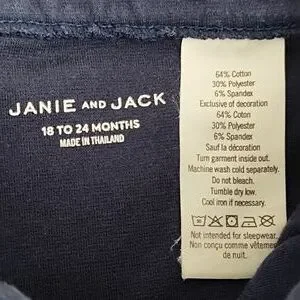 JANIE AND JACK
18 TO 24 MONTHS
MADE IN THAILAND
64% Cotton
30% Polyester
6% Spandex
Exclusive of decoration
64% Coton
30% Polyester
6% Spandex
Sauf la décoration
Turn garment inside out.
Machine wash cold separately.
Do not bleach.
Tumble dry low.
Cool iron if necessary.
Not intended for sleepwear.
Non conçu comme vêtement
de nuit.